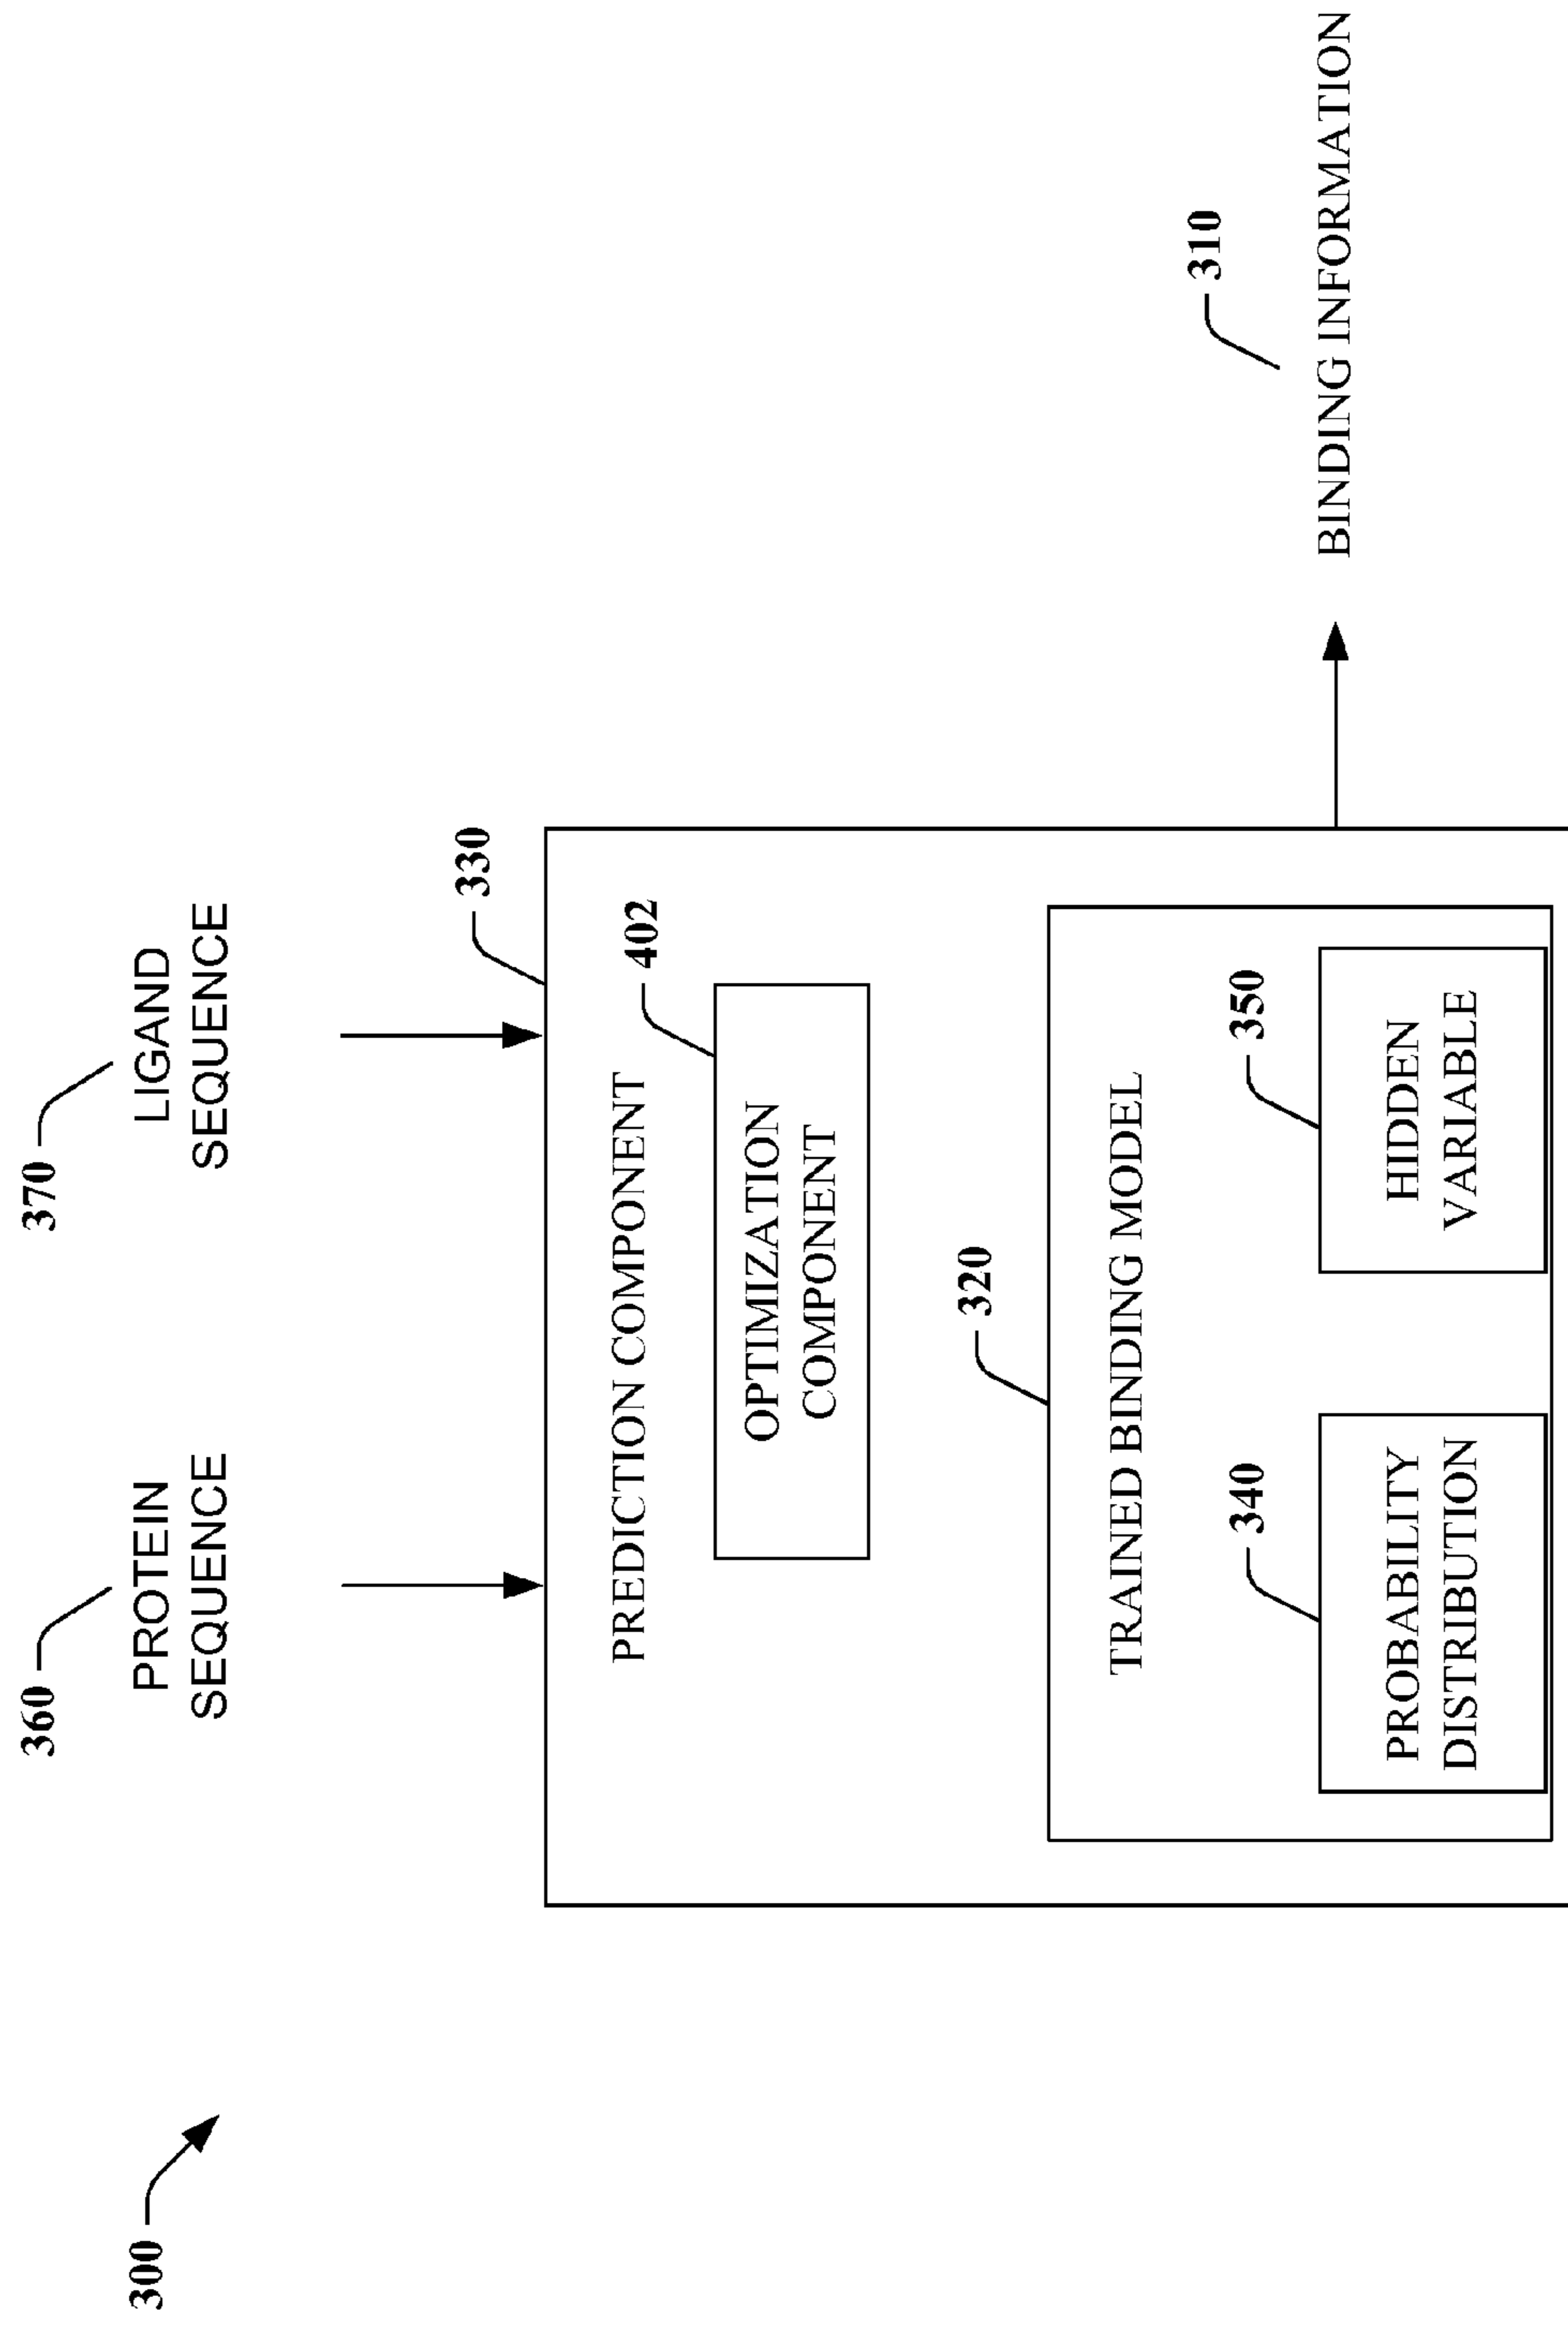 300
360
370
PROTEIN
SEQUENCE
LIGAND
SEQUENCE
330
PREDICTION COMPONENT
402
OPTIMIZATION
COMPONENT
320
TRAINED BINDING MODEL
340
350
PROBABILITY
DISTRIBUTION
HIDDEN
VARIABLE
310
BINDING INFORMATION